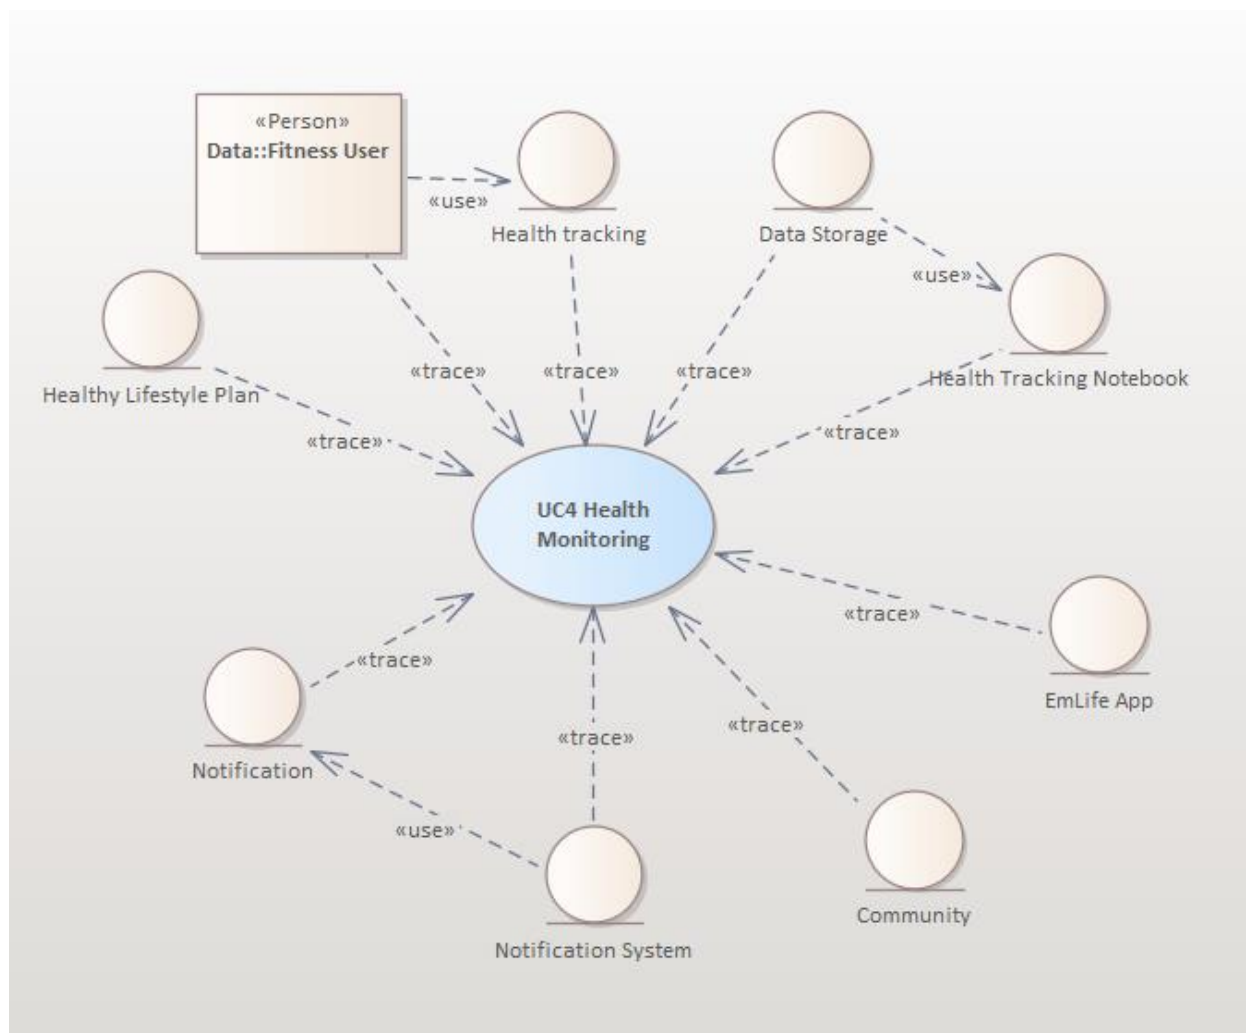 «Person»
Data::Fitness User
«use»
Health tracking
Data Storage
«use»
Healthy Lifestyle Plan
«trace»
«trace»
«trace»
Health Tracking Notebook
«trace»
«trace»
UC4 Health
Monitoring
«trace»
EmLife App
«trace»
Notification
«trace»
«trace»
«use»
Community
Notification System